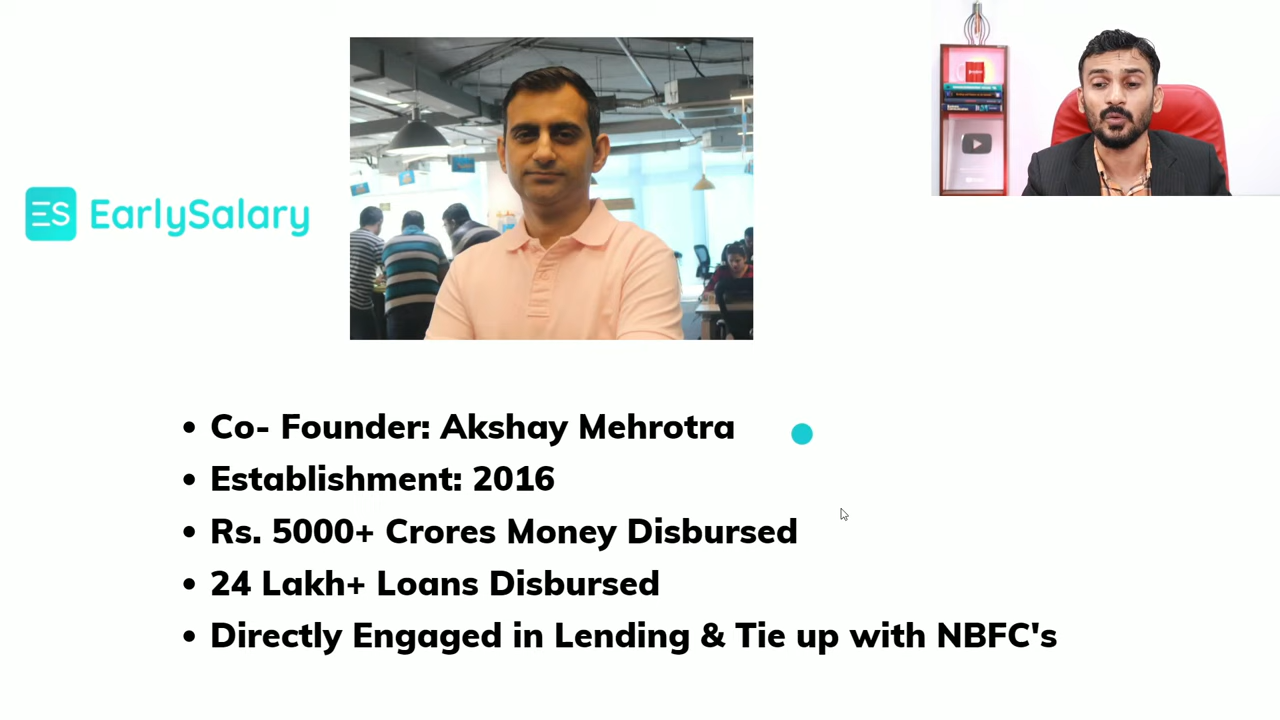 ES EarlySalary
• Co- Founder: Akshay Mehrotra
• Establishment: 2016
• Rs. 5000+ Crores Money Disbursed
• 24 Lakh+ Loans Disbursed
• Directly Engaged in Lending & Tie up with NBFC's